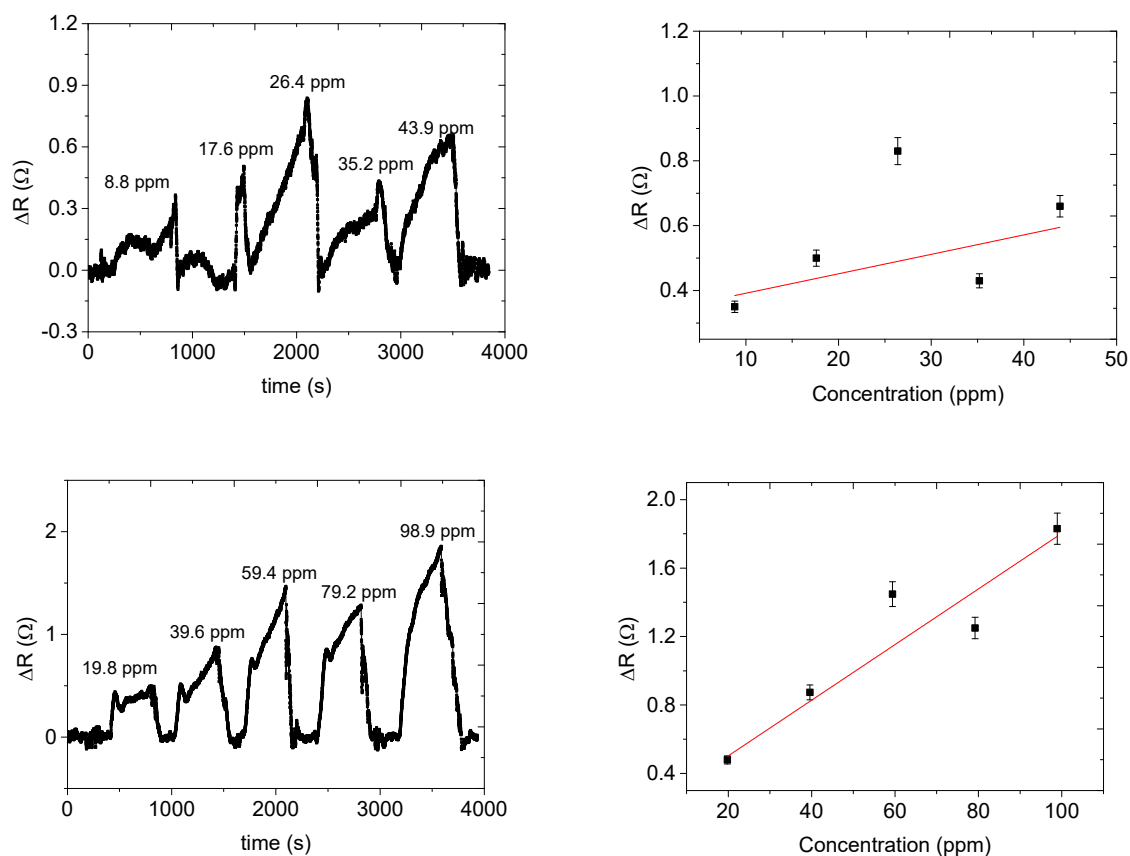 1.2
0.9
0.6
0.3
0.0
-0.3
ΔR (Ω)
8.8 ppm
17.6 ppm
26.4 ppm
35.2 ppm
43.9 ppm
0 1000 2000 3000 4000
time (s)
1.2
1.0
0.8
0.6
0.4
ΔR (Ω)
10 20 30 40 50
Concentration (ppm)
2
1
0
ΔR (Ω)
19.8 ppm
39.6 ppm
59.4 ppm
79.2 ppm
98.9 ppm
0 1000 2000 3000 4000
time (s)
2.0
1.6
1.2
0.8
0.4
ΔR (Ω)
20 40 60 80 100
Concentration (ppm)